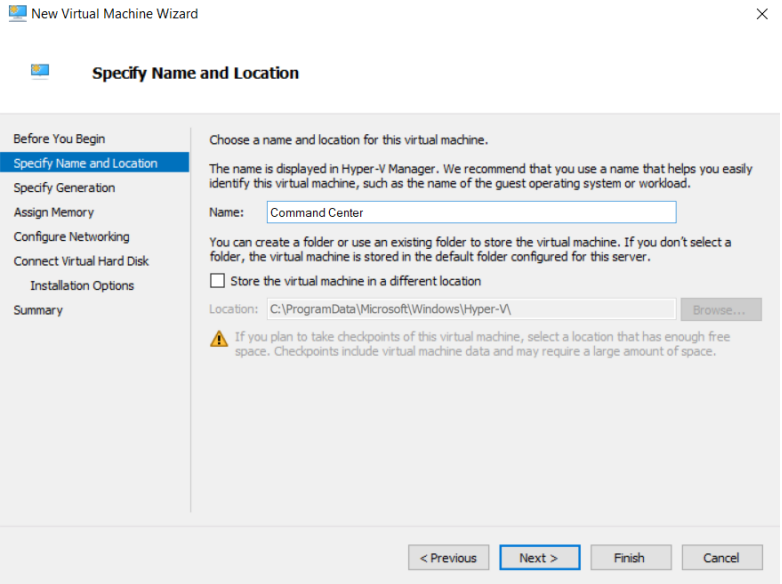 New Virtual Machine Wizard
Specify Name and Location
Before You Begin
Specify Name and Location
Specify Generation
Assign Memory
Configure Networking
Connect Virtual Hard Disk
Installation Options
Summary
Choose a name and location for this virtual machine.
The name is displayed in Hyper-V Manager. We recommend that you use a name that helps you easily
identify this virtual machine, such as the name of the guest operating system or workload.
Name: Command Center
You can create a folder or use an existing folder to store the virtual machine. If you don't select a
folder, the virtual machine is stored in the default folder configured for this server.
Store the virtual machine in a different location
Location: C:\ProgramData\Microsoft\Windows\Hyper-V\ Browse...
If you plan to take checkpoints of this virtual machine, select a location that has enough free
space. Checkpoints include virtual machine data and may require a large amount of space.
< Previous Next > Finish Cancel